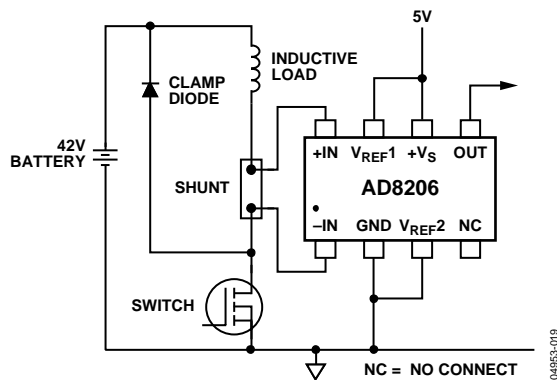 5V
INDUCTIVE
LOAD
CLAMP
DIODE
42V
BATTERY
SHUNT
+IN VREF1 +VS OUT
AD8206
–IN GND VREF2 NC
SWITCH
NC = NO CONNECT
04953-019